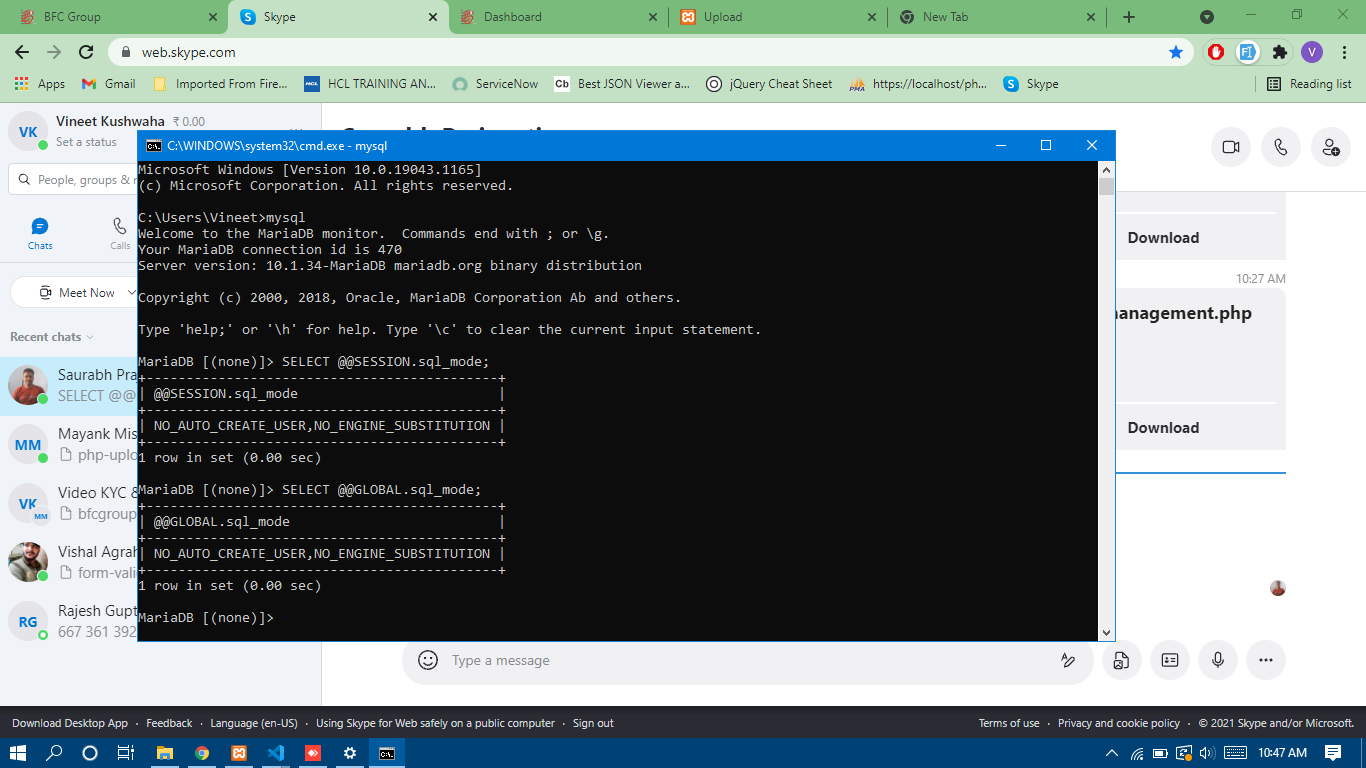 BFC Group
Skype
Dashboard
Upload
New Tab
web.skype.com
V
Apps
Gmail
Imported From Fire...
HCL TRAINING AN...
ServiceNow
Best JSON Viewer a...
jQuery Cheat Sheet
https://localhost/ph...
Skype
Reading list
VK
Vineet Kushwaha ₹ 0.00
Set a status
People, groups &
Chats
Calls
Meet Now
Recent chats
Saurabh Pra
SELECT @@
MM
Mayank Mis
php-uplo
VK
MM
Video KYC &
bfcgroup
Vishal Agrah
form-vali
RG
Rajesh Gupt
667 361 392
C:\WINDOWS\system32\cmd.exe - mysql
Microsoft Windows [Version 10.0.19043.1165]
(c) Microsoft Corporation. All rights reserved.
C:\Users\Vineet>mysql
Welcome to the MariaDB monitor.  Commands end with ; or \g.
Your MariaDB connection id is 470
Server version: 10.1.34-MariaDB mariadb.org binary distribution
Copyright (c) 2000, 2018, Oracle, MariaDB Corporation Ab and others.
Type 'help;' or '\h' for help. Type '\c' to clear the current input statement.
MariaDB [(none)]> SELECT @@SESSION.sql_mode;
+--------------------------------------------+
| @@SESSION.sql_mode                         |
+--------------------------------------------+
| NO_AUTO_CREATE_USER,NO_ENGINE_SUBSTITUTION |
+--------------------------------------------+
1 row in set (0.00 sec)
MariaDB [(none)]> SELECT @@GLOBAL.sql_mode;
+--------------------------------------------+
| @@GLOBAL.sql_mode                          |
+--------------------------------------------+
| NO_AUTO_CREATE_USER,NO_ENGINE_SUBSTITUTION |
+--------------------------------------------+
1 row in set (0.00 sec)
MariaDB [(none)]>
Download
10:27 AM
anagement.php
Download
Type a message
Download Desktop App · Feedback · Language (en-US) · Using Skype for Web safely on a public computer · Sign out
Terms of use · Privacy and cookie policy · © 2021 Skype and/or Microsoft.
10:47 AM